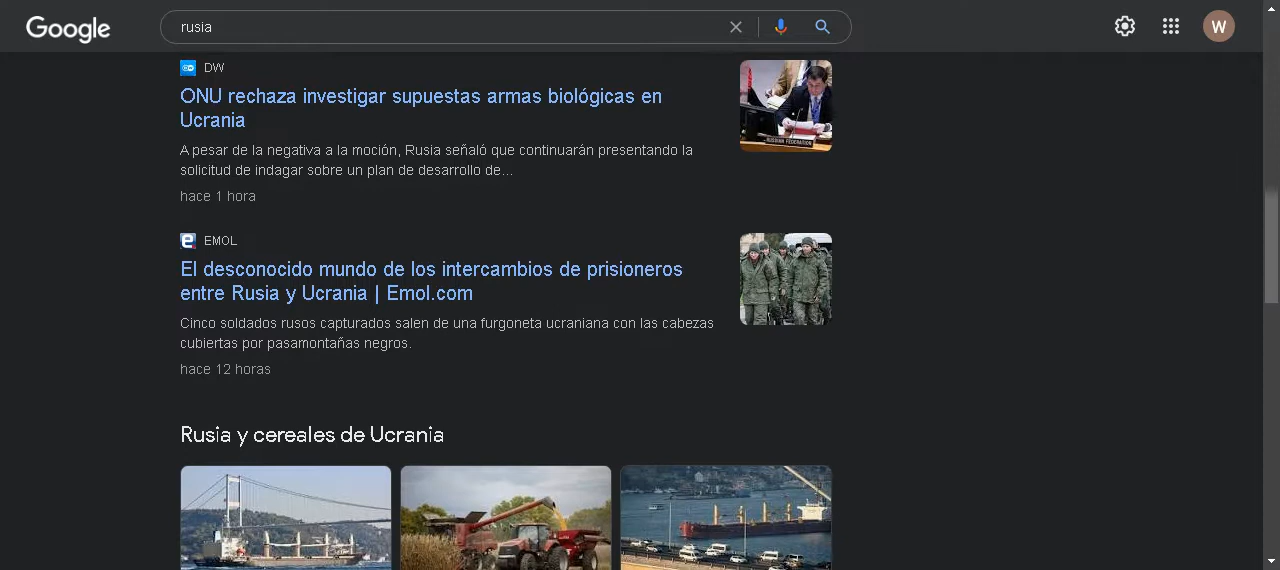 Google
rusia
W
DW
ONU rechaza investigar supuestas armas biológicas en
Ucrania
A pesar de la negativa a la moción, Rusia señaló que continuarán presentando la
solicitud de indagar sobre un plan de desarrollo de...
hace 1 hora
RUSSIAN FEDERATION
e EMOL
El desconocido mundo de los intercambios de prisioneros
entre Rusia y Ucrania | Emol.com
Cinco soldados rusos capturados salen de una furgoneta ucraniana con las cabezas
cubiertas por pasamontañas negros.
hace 12 horas
Rusia y cereales de Ucrania